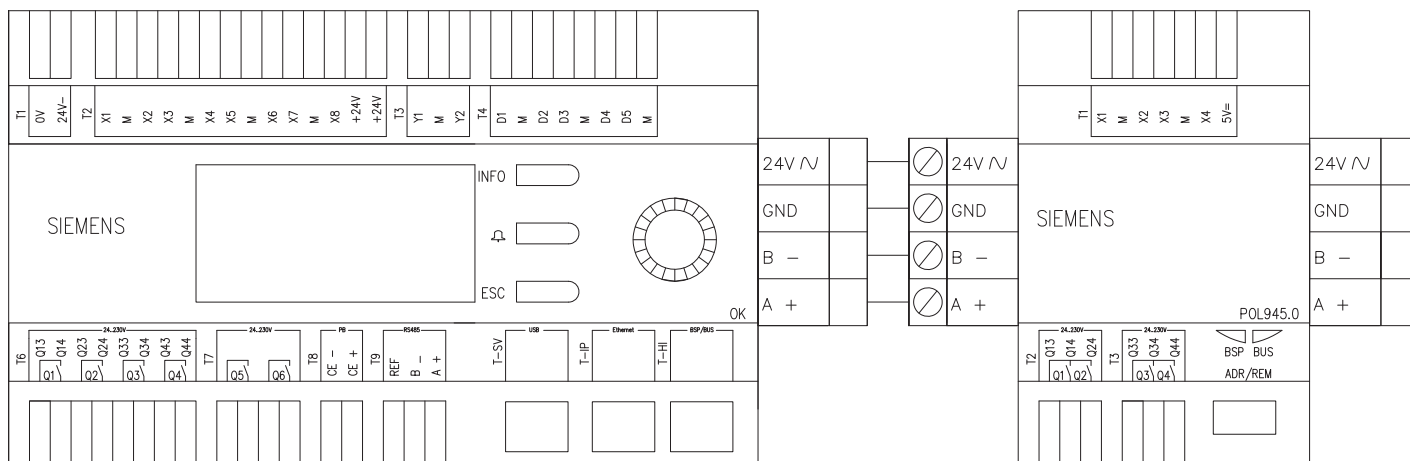 T1 0V 24V~ T2 X1 M X2 X3 M X4 X5 M X6 X7 M X8 +24V +24V T3 Y1 M Y2 T4 D1 M D2 D3 M D4 D5 M
T1 X1 M X2 X3 M X4 5V=
24V 24V 24V
INFO
GND GND GND
SIEMENS SIEMENS
B - B - B -
ESC
A + A + A +
OK POL945.0
24..230V 24..230V PB RS485 USB Ethernet BSP/BUS
T6 Q13 Q14 Q23 Q24 Q33 Q34 Q43 Q44 T7 T8 CE - CE + T9 REF B - A + T-SV T-IP T-HI
Q1 Q2 Q3 Q4 Q5 Q6
24..230V 24..230V
T2 Q13 Q14 Q24 T3 Q33 Q34 Q44
BSP BUS
Q1 Q2 Q3 Q4 ADR/REM